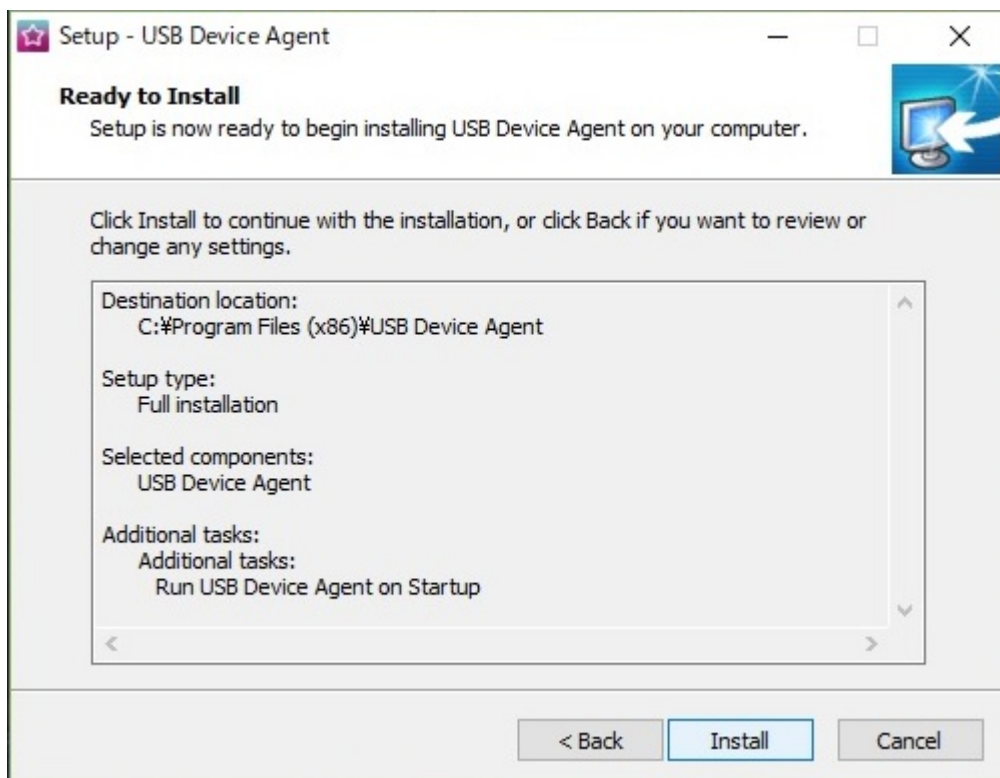 Setup - USB Device Agent
Ready to Install
Setup is now ready to begin installing USB Device Agent on your computer.
Click Install to continue with the installation, or click Back if you want to review or
change any settings.
Destination location:
C:¥Program Files (x86)¥USB Device Agent
Setup type:
Full installation
Selected components:
USB Device Agent
Additional tasks:
Additional tasks:
Run USB Device Agent on Startup
< Back
Install
Cancel